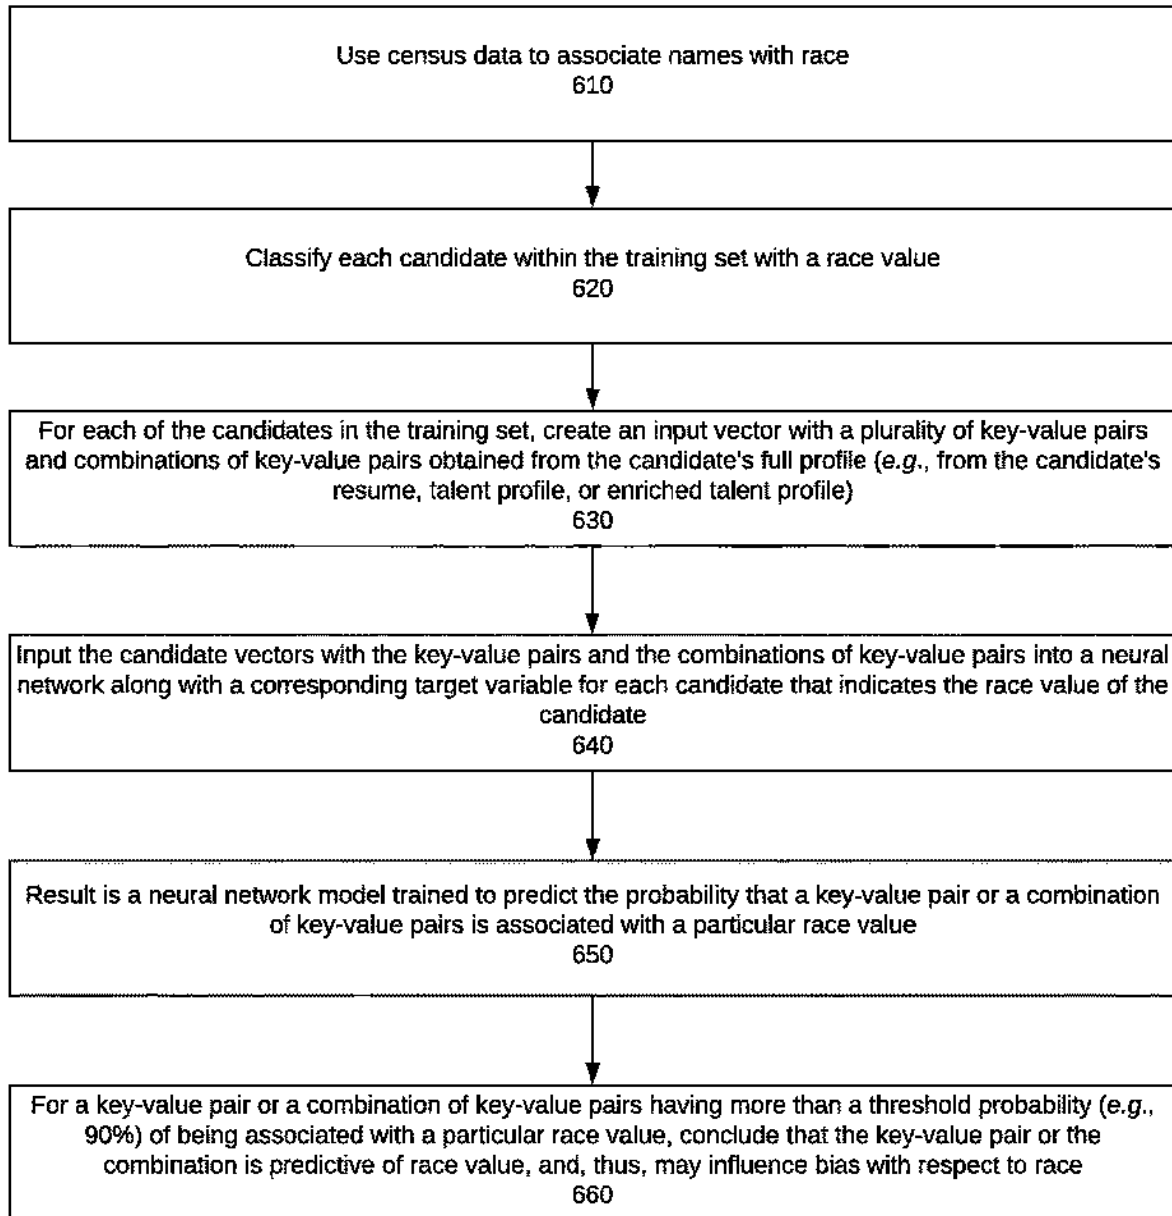 Use census data to associate names with race
610
Classify each candidate within the training set with a race value
620
For each of the candidates in the training set, create an input vector with a plurality of key-value pairs
and combinations of key-value pairs obtained from the candidate's full profile (e.g., from the candidate's
resume, talent profile, or enriched talent profile)
630
Input the candidate vectors with the key-value pairs and the combinations of key-value pairs into a neural
network along with a corresponding target variable for each candidate that indicates the race value of the
candidate
640
Result is a neural network model trained to predict the probability that a key-value pair or a combination
of key-value pairs is associated with a particular race value
650
For a key-value pair or a combination of key-value pairs having more than a threshold probability (e.g.,
90%) of being associated with a particular race value, conclude that the key-value pair or the
combination is predictive of race value, and, thus, may influence bias with respect to race
660